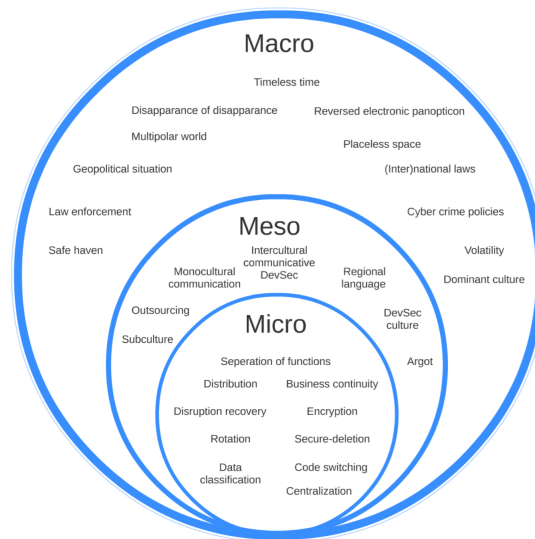 Macro
Timeless time
Disapparance of disapparance
Reversed electronic panopticon
Multipolar world
Placeless space
Geopolitical situation
(Inter)national laws
Law enforcement
Cyber crime policies
Safe haven
Volatility
Dominant culture
Meso
Intercultural
communicative
DevSec
Monocultural
communication
Regional
language
Outsourcing
DevSec
culture
Subculture
Argot
Micro
Seperation of functions
Distribution
Business continuity
Disruption recovery
Encryption
Rotation
Secure-deletion
Data
classification
Code switching
Centralization